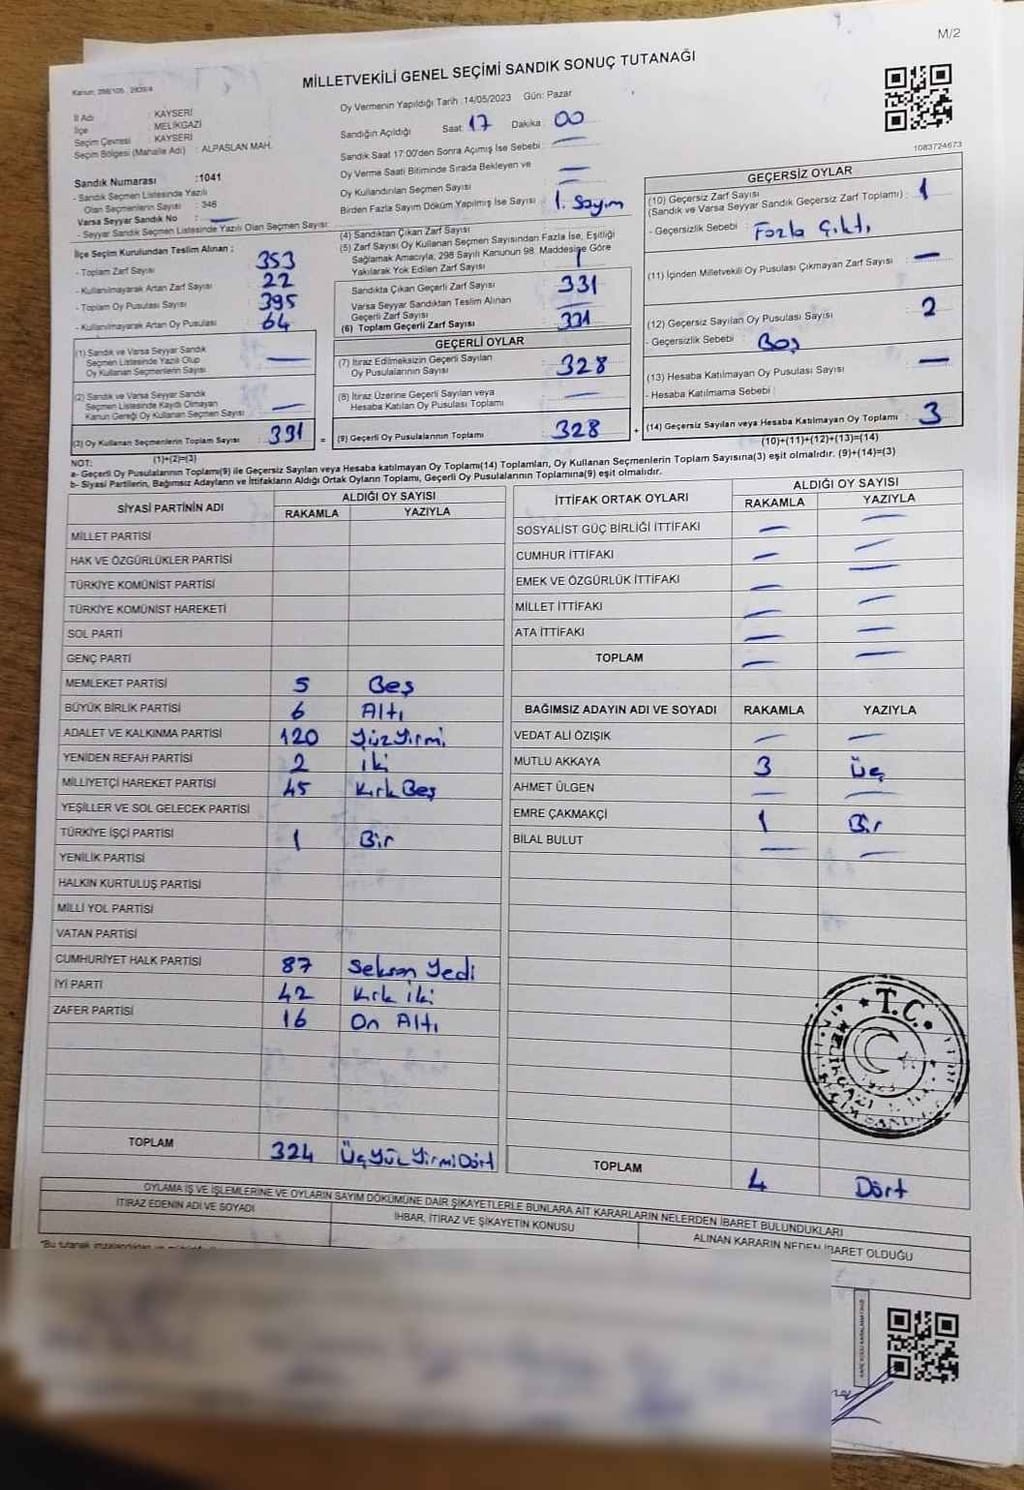 M/2
MİLLETVEKİLİ GENEL SEÇİMİ SANDIK SONUÇ TUTANAĞI
İl Adı : KAYSERİ
İlçe : MELİKGAZİ
Seçim Çevresi : KAYSERİ
Seçim Bölgesi (Mahalle Adı) : ALPASLAN MAH.
Sandık Numarası :1041
- Sandık Seçmen Listesinde Yazılı
Olan Seçmenlerin Sayısı : 346
Varsa Seyyar Sandık No : —
- Seyyar Sandık Seçmen Listesinde Yazılı Olan Seçmen Sayısı:
İlçe Seçim Kurulundan Teslim Alınan ;
- Toplam Zarf Sayısı : 353
- Kullanılmayarak Artan Zarf Sayısı : 22
- Toplam Oy Pusulası Sayısı : 395
- Kullanılmayarak Artan Oy Pusulası : 64
(1) Sandık ve Varsa Seyyar Sandık
Seçmen Listesinde Yazılı Olup
Oy Kullanan Seçmenlerin Sayısı —
(2) Sandık ve Varsa Seyyar Sandık
Seçmen Listesinde Kaydı Olmayan
Kanun Gereği Oy Kullanan Seçmen Sayısı —
(3) Oy Kullanan Seçmenlerin Toplam Sayısı 331
(1)+(2)=(3)
Oy Vermenin Yapıldığı Tarih :14/05/2023 Gün: Pazar
Sandığın Açıldığı Saat: 17 Dakika: 00
Sandık Saat 17:00'den Sonra Açımış İse Sebebi : —
Oy Verme Saati Bitiminde Sırada Bekleyen ve
Oy Kullandırılan Seçmen Sayısı : —
Birden Fazla Sayım Döküm Yapılmış İse Sayısı : 1. Sayım
(4) Sandıktan Çıkan Zarf Sayısı
(5) Zarf Sayısı Oy Kullanan Seçmen Sayısından Fazla İse, Eşitliği
Sağlamak Amacıyla, 298 Sayılı Kanunun 98. Maddesine Göre
Yakılarak Yok Edilen Zarf Sayısı 1
Sandıkta Çıkan Geçerli Zarf Sayısı 331
Varsa Seyyar Sandıktan Teslim Alınan
Geçerli Zarf Sayısı —
(6) Toplam Geçerli Zarf Sayısı 331
GEÇERLİ OYLAR
(7) İtiraz Edilmeksizin Geçerli Sayılan
Oy Pusulalarının Sayısı 328
(8) İtiraz Üzerine Geçerli Sayılan veya
Hesaba Katılan Oy Pusulası Toplamı —
= (9) Geçerli Oy Pusulalarının Toplamı 328
1083724673
GEÇERSİZ OYLAR
(10) Geçersiz Zarf Sayısı
(Sandık ve Varsa Seyyar Sandık Geçersiz Zarf Toplamı) : 1
- Geçersizlik Sebebi : Fazla Çıktı
(11) İçinden Milletvekili Oy Pusulası Çıkmayan Zarf Sayısı : —
(12) Geçersiz Sayılan Oy Pusulası Sayısı : 2
- Geçersizlik Sebebi : Boş
(13) Hesaba Katılmayan Oy Pusulası Sayısı : —
- Hesaba Katılmama Sebebi :
+ (14) Geçersiz Sayılan veya Hesaba Katılmayan Oy Toplamı : 3
(10)+(11)+(12)+(13)=(14)
NOT:
a- Geçerli Oy Pusulalarının Toplamı(9) ile Geçersiz Sayılan veya Hesaba katılmayan Oy Toplamı(14) Toplamları, Oy Kullanan Seçmenlerin Toplam Sayısına(3) eşit olmalıdır. (9)+(14)=(3)
b- Siyasi Partilerin, Bağımsız Adayların ve İttifakların Aldığı Ortak Oyların Toplamı, Geçerli Oy Pusulalarının Toplamına(9) eşit olmalıdır.
SİYASİ PARTİNİN ADI ALDIĞI OY SAYISI
RAKAMLA YAZIYLA
MİLLET PARTİSİ
HAK VE ÖZGÜRLÜKLER PARTİSİ
TÜRKİYE KOMÜNİST PARTİSİ
TÜRKİYE KOMÜNİST HAREKETİ
SOL PARTİ
GENÇ PARTİ
MEMLEKET PARTİSİ 5 Beş
BÜYÜK BİRLİK PARTİSİ 6 Altı
ADALET VE KALKINMA PARTİSİ 120 YüzYirmi
YENİDEN REFAH PARTİSİ 2 iki
MİLLİYETÇİ HAREKET PARTİSİ 45 Kırk Beş
YEŞİLLER VE SOL GELECEK PARTİSİ
TÜRKİYE İŞÇİ PARTİSİ 1 Bir
YENİLİK PARTİSİ
HALKIN KURTULUŞ PARTİSİ
MİLLİ YOL PARTİSİ
VATAN PARTİSİ
CUMHURİYET HALK PARTİSİ 87 Seksen Yedi
İYİ PARTİ 42 Kırk iki
ZAFER PARTİSİ 16 On Altı
TOPLAM 324 ÜçYüzYirmiDört
İTTİFAK ORTAK OYLARI ALDIĞI OY SAYISI
RAKAMLA YAZIYLA
SOSYALİST GÜÇ BİRLİĞİ İTTİFAKI — —
CUMHUR İTTİFAKI — —
EMEK VE ÖZGÜRLÜK İTTİFAKI — —
MİLLET İTTİFAKI — —
ATA İTTİFAKI — —
TOPLAM — —
BAĞIMSIZ ADAYIN ADI VE SOYADI RAKAMLA YAZIYLA
VEDAT ALİ ÖZIŞIK — —
MUTLU AKKAYA 3 Üç
AHMET ÜLGEN — —
EMRE ÇAKMAKÇİ 1 Bir
BİLAL BULUT — —
T.C.
MELİKGAZİ
TOPLAM 4 Dört
OYLAMA İŞ VE İŞLEMLERİNE VE OYLARIN SAYIM DÖKÜMÜNE DAİR ŞİKAYETLERLE BUNLARA AİT KARARLARIN NELERDEN İBARET BULUNDUKLARI
İTİRAZ EDENİN ADI VE SOYADI İHBAR, İTİRAZ VE ŞİKAYETİN KONUSU ALINAN KARARIN NEDEN İBARET OLDUĞU